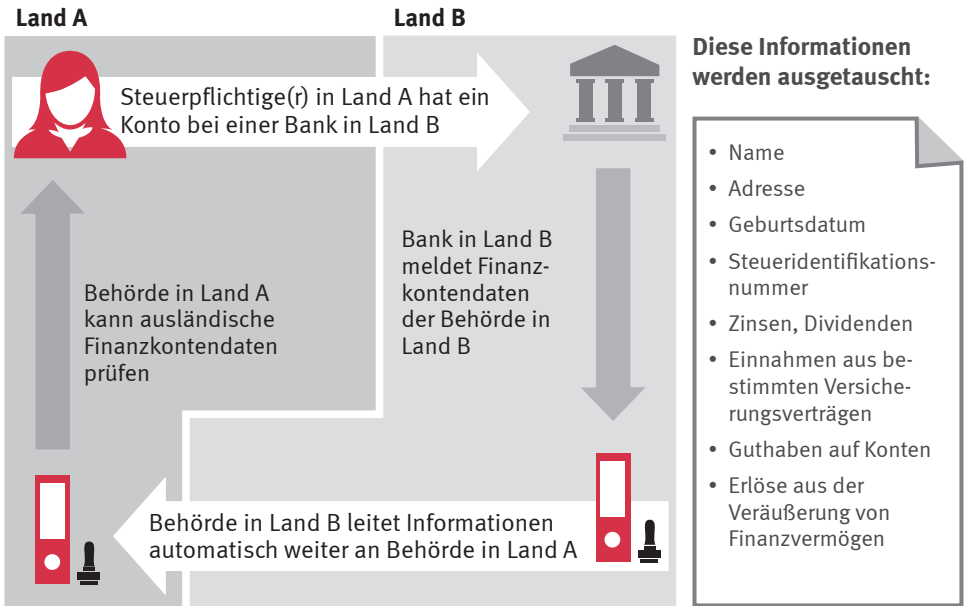 Land A
Land B
Steuerpflichtige(r) in Land A hat ein
Konto bei einer Bank in Land B
Bank in Land B
meldet Finanz-
kontendaten
der Behörde in
Land B
Behörde in Land B leitet Informationen
automatisch weiter an Behörde in Land A
Behörde in Land A
kann ausländische
Finanzkontendaten
prüfen
Diese Informationen
werden ausgetauscht:
• Name
• Adresse
• Geburtsdatum
• Steueridentifikations-
nummer
• Zinsen, Dividenden
• Einnahmen aus be-
stimmten Versiche-
rungsverträgen
• Guthaben auf Konten
• Erlöse aus der
Veräußerung von
Finanzvermögen